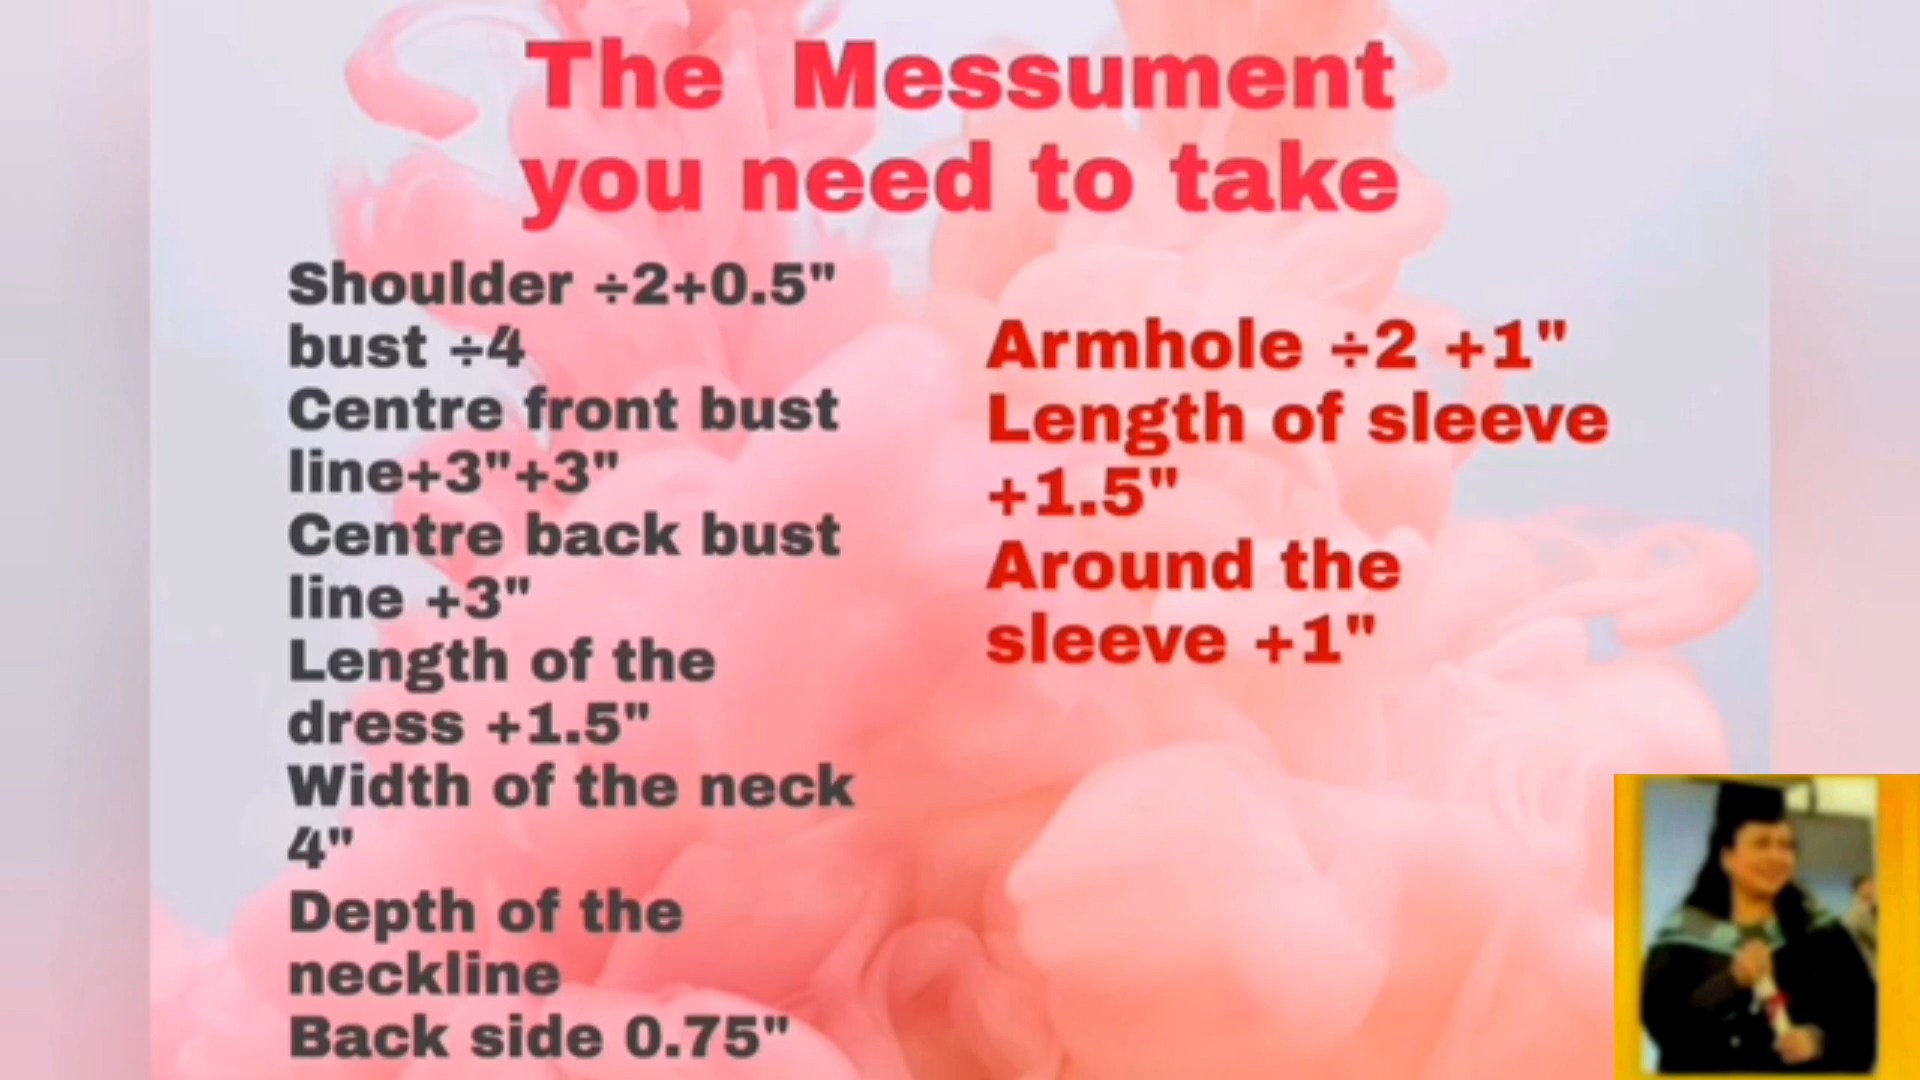 The Messument
you need to take
Shoulder ÷2+0.5"
bust ÷4
Centre front bust
line+3"+3"
Centre back bust
line +3"
Length of the
dress +1.5"
Width of the neck
4"
Depth of the
neckline
Back side 0.75"
Armhole ÷2 +1"
Length of sleeve
+1.5"
Around the
sleeve +1"